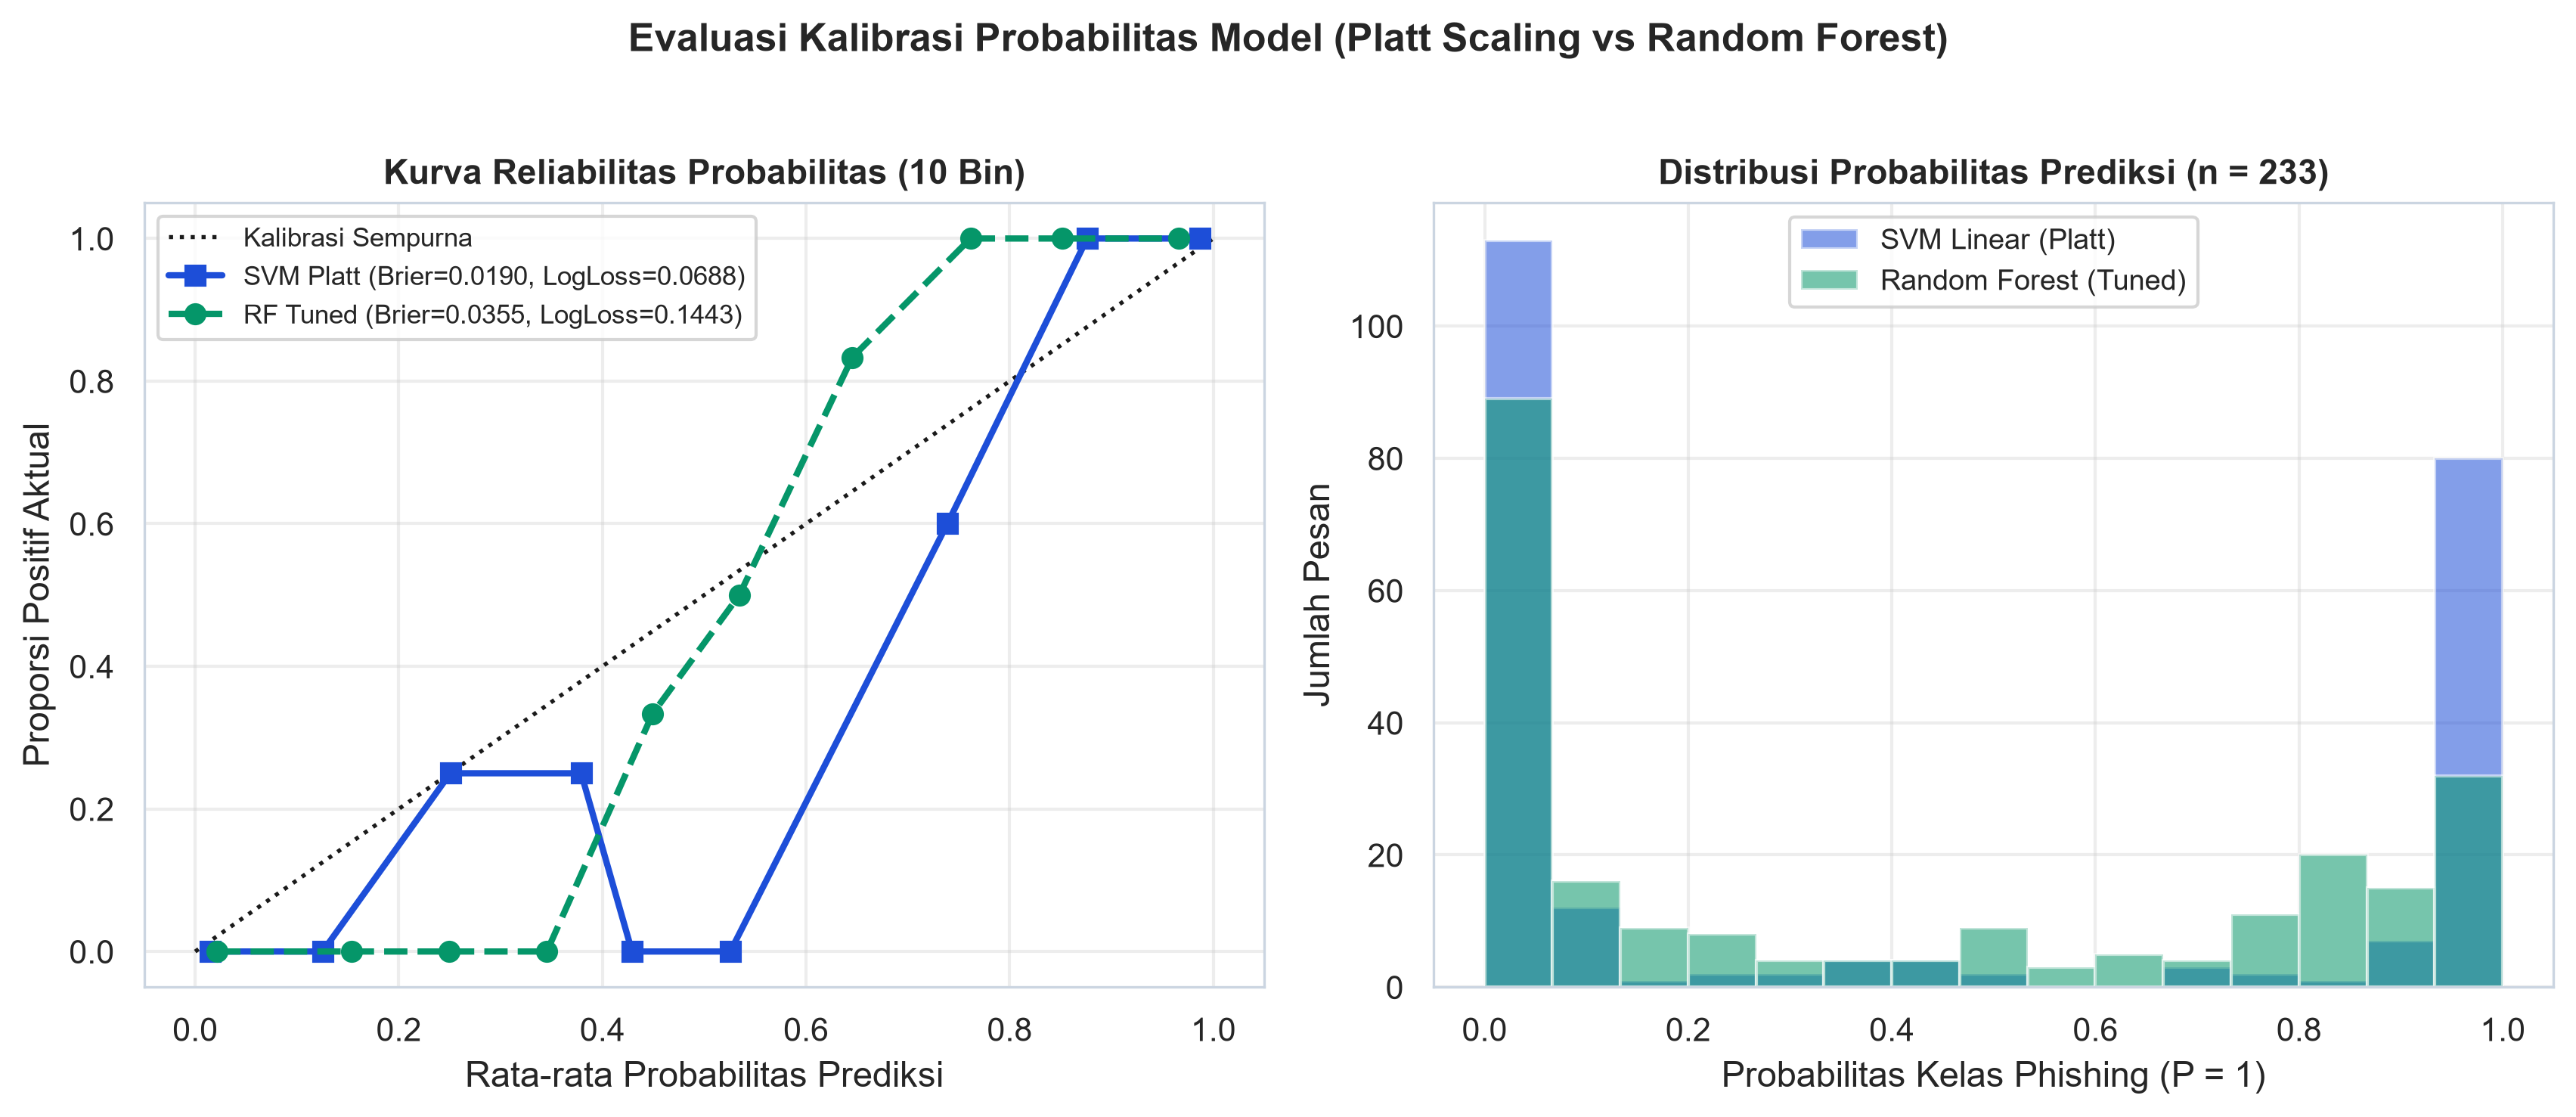 Evaluasi Kalibrasi Probabilitas Model (Platt Scaling vs Random Forest)
Kurva Reliabilitas Probabilitas (10 Bin)
Kalibrasi Sempurna
SVM Platt (Brier=0.0190, LogLoss=0.0688)
RF Tuned (Brier=0.0355, LogLoss=0.1443)
Proporsi Positif Aktual
1.0
0.8
0.6
0.4
0.2
0.0
0.0 0.2 0.4 0.6 0.8 1.0
Rata-rata Probabilitas Prediksi
Distribusi Probabilitas Prediksi (n = 233)
SVM Linear (Platt)
Random Forest (Tuned)
Jumlah Pesan
100
80
60
40
20
0
0.0 0.2 0.4 0.6 0.8 1.0
Probabilitas Kelas Phishing (P = 1)